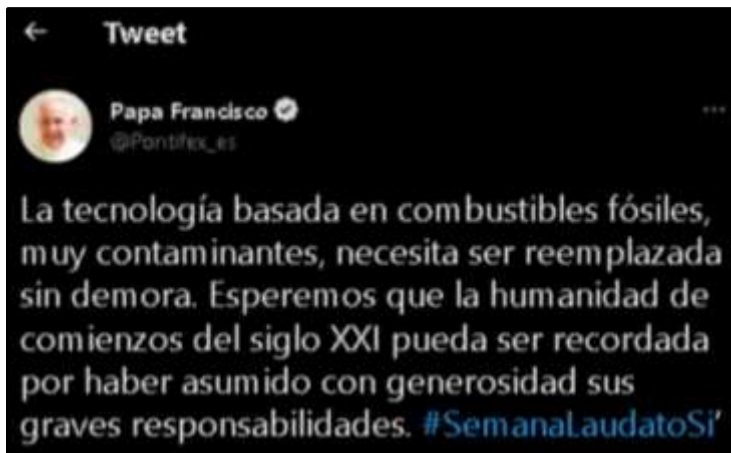 Tweet
Papa Francisco
@Pontifex_es
La tecnología basada en combustibles fósiles,
muy contaminantes, necesita ser reemplazada
sin demora. Esperemos que la humanidad de
comienzos del siglo XXI pueda ser recordada
por haber asumido con generosidad sus
graves responsabilidades. #SemanaLaudatoSi’